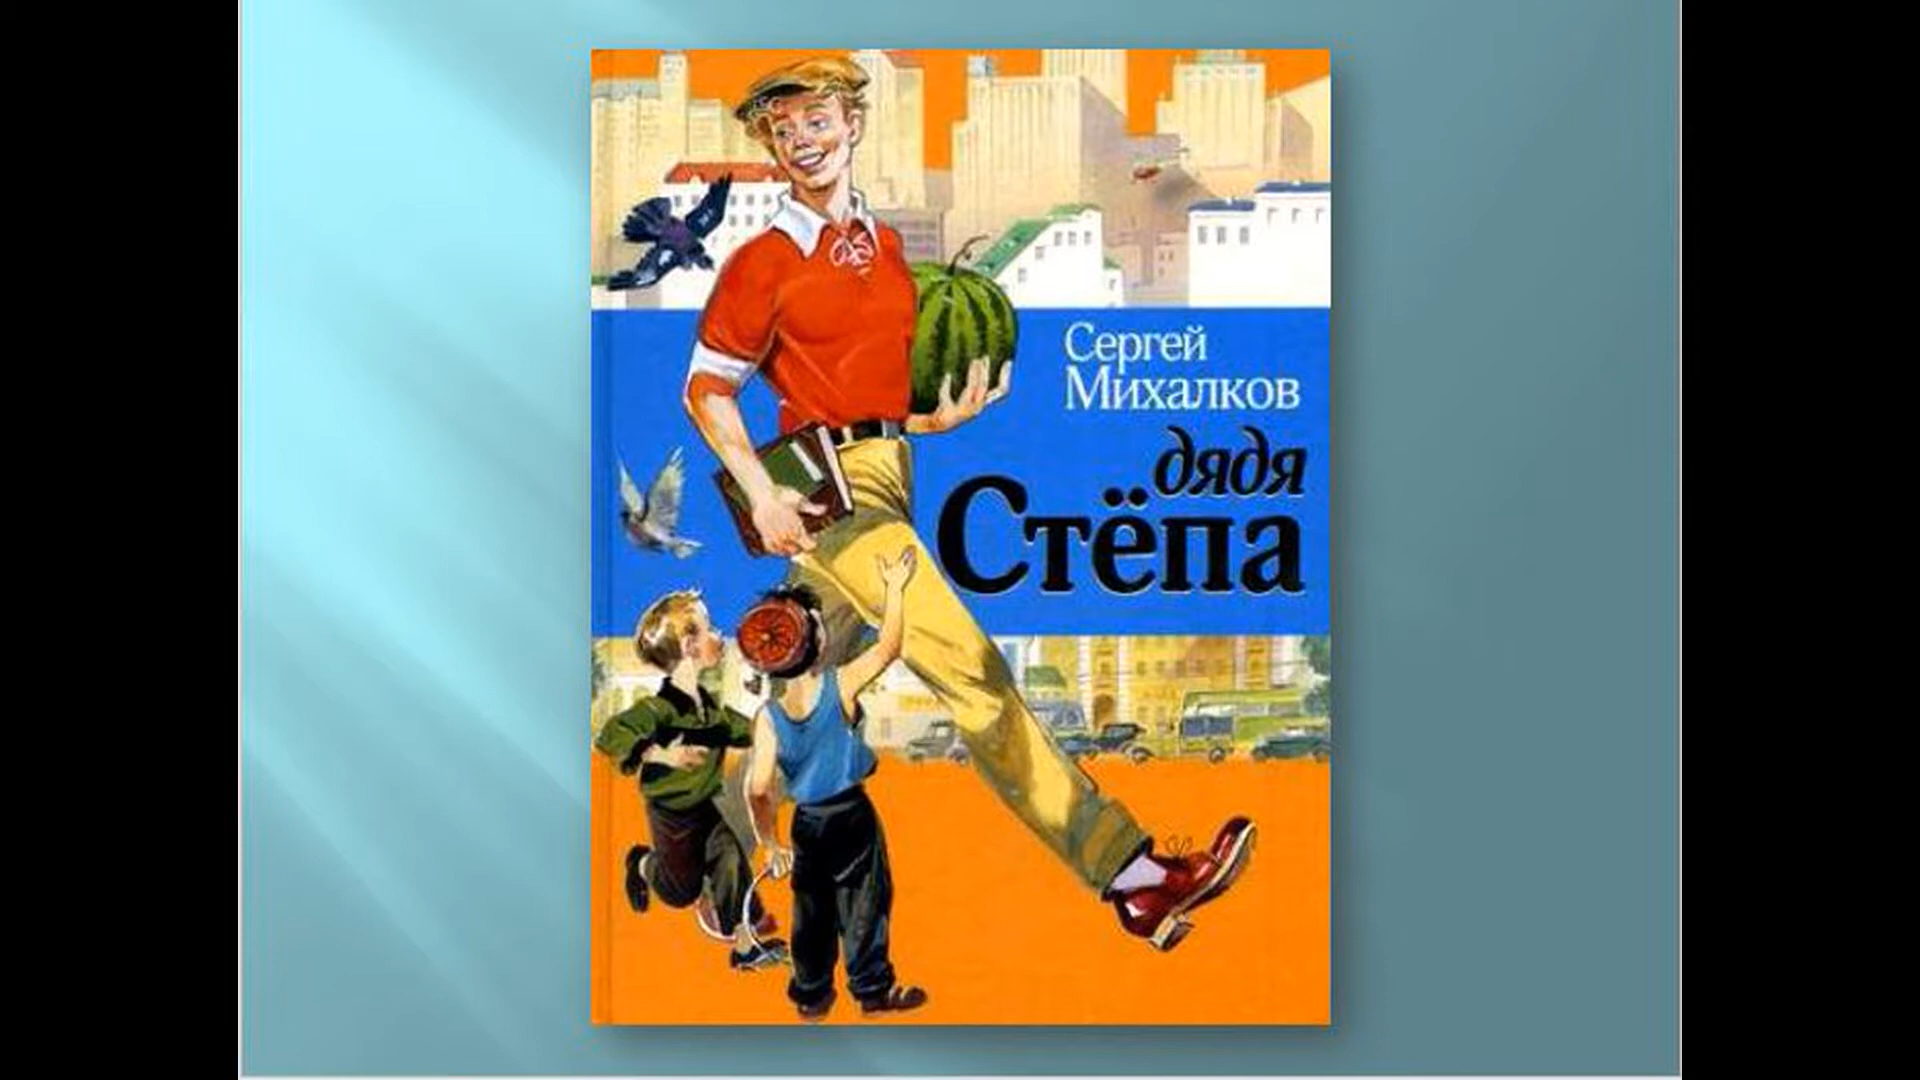 Сергей
Михалков
дядя
Стёпа